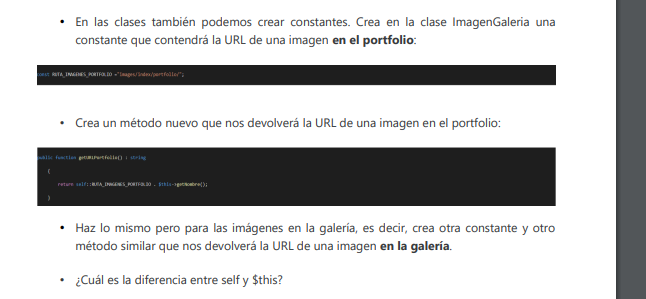 • En las clases también podemos crear constantes. Crea en la clase ImagenGaleria una
constante que contendrá la URL de una imagen en el portfolio:
const RUTA_IMAGENES_PORTFOLIO ="images/index/portfolio/";
• Crea un método nuevo que nos devolverá la URL de una imagen en el portfolio:
public function getURLPortfolio() : string
{
return self::RUTA_IMAGENES_PORTFOLIO . $this->getNombre();
}
• Haz lo mismo pero para las imágenes en la galería, es decir, crea otra constante y otro
método similar que nos devolverá la URL de una imagen en la galería.
• ¿Cuál es la diferencia entre self y $this?